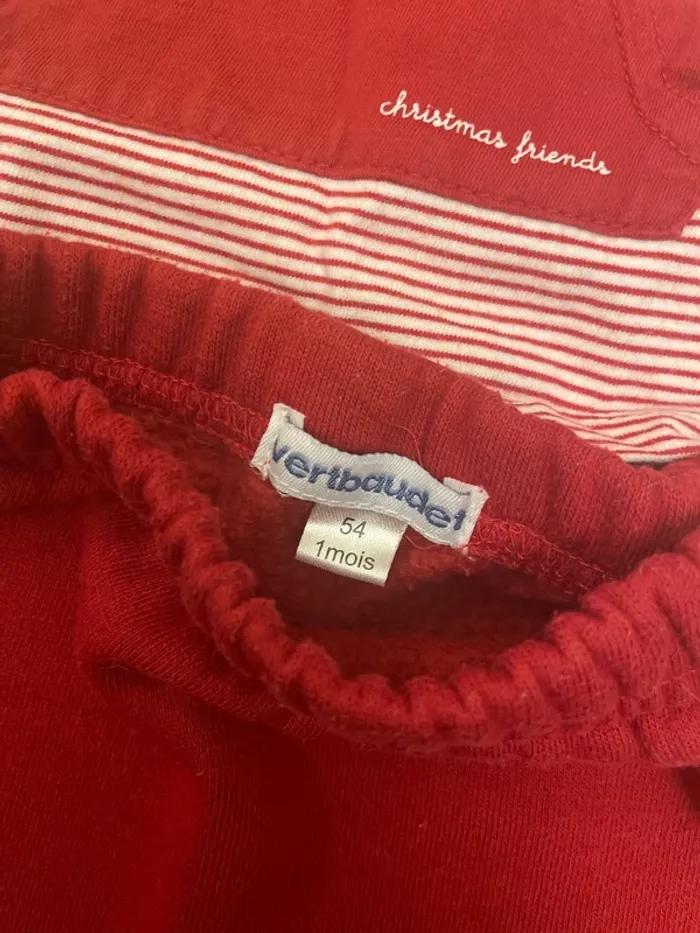 christmas friends
vertbaudet
54
1mois